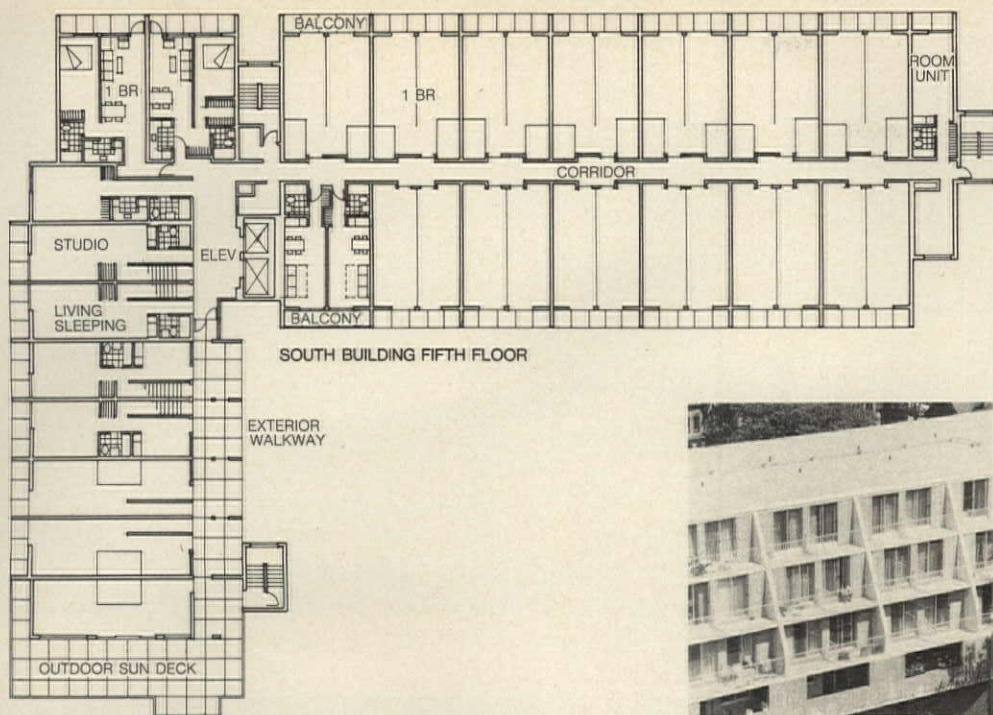 BALCONY
1 BR
1 BR
ROOM
UNIT
CORRIDOR
STUDIO
ELEV
LIVING
SLEEPING
BALCONY
SOUTH BUILDING FIFTH FLOOR
EXTERIOR
WALKWAY
OUTDOOR SUN DECK